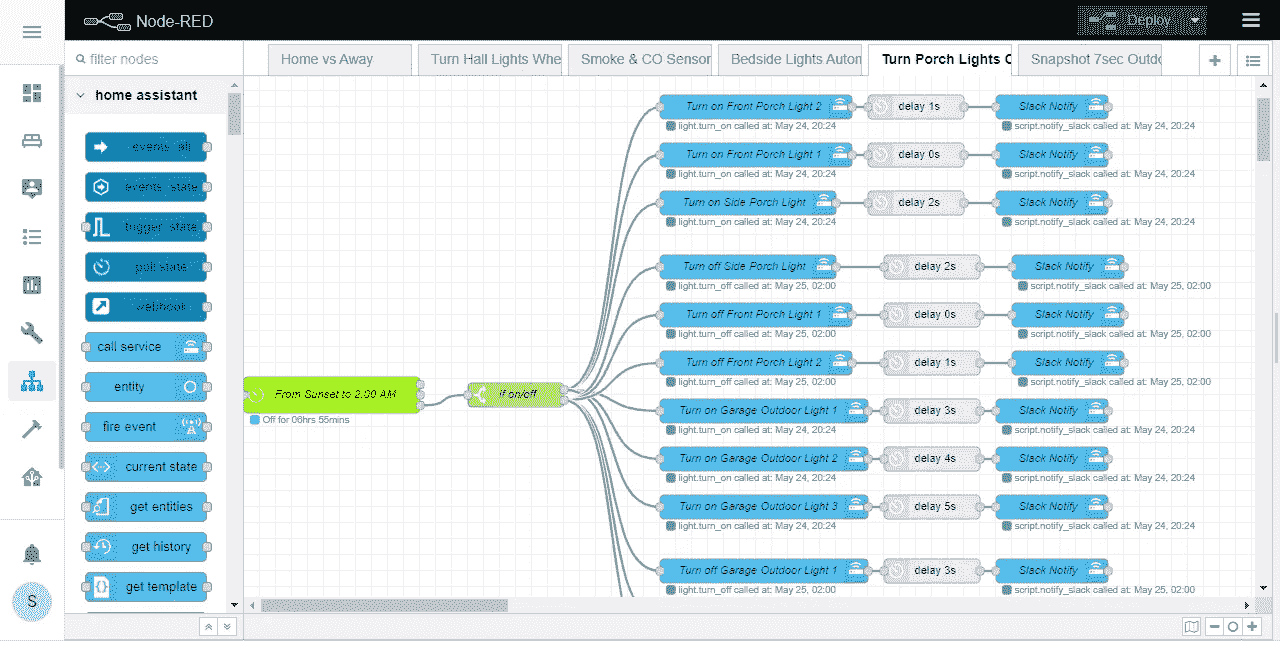 Node-RED
Deploy
filter nodes
Home vs Away
Turn Hall Lights Whe
Smoke & CO Sensor
Bedside Lights Auton
Turn Porch Lights C
Snapshot 7sec Outdo
home assistant
events: all
events: state
trigger: state
poll state
webhook
call service
entity
fire event
current state
get entities
get history
get template
From Sunset to 2:00 AM
Off for 06hrs 55mins
if on/off
Turn on Front Porch Light 2
delay 1s
Slack Notify
light.turn_on called at: May 24, 20:24
script.notify_slack called at: May 24, 20:24
Turn on Front Porch Light 1
delay 0s
Slack Notify
light.turn_on called at: May 24, 20:24
script.notify_slack called at: May 24, 20:24
Turn on Side Porch Light
delay 2s
Slack Notify
light.turn_on called at: May 24, 20:24
script.notify_slack called at: May 24, 20:24
Turn off Side Porch Light
delay 2s
Slack Notify
light.turn_off called at: May 25, 02:00
script.notify_slack called at: May 25, 02:00
Turn off Front Porch Light 1
delay 0s
Slack Notify
light.turn_off called at: May 25, 02:00
script.notify_slack called at: May 25, 02:00
Turn off Front Porch Light 2
delay 1s
Slack Notify
light.turn_off called at: May 25, 02:00
script.notify_slack called at: May 25, 02:00
Turn on Garage Outdoor Light 1
delay 3s
Slack Notify
light.turn_on called at: May 24, 20:24
script.notify_slack called at: May 24, 20:24
Turn on Garage Outdoor Light 2
delay 4s
Slack Notify
light.turn_on called at: May 24, 20:24
script.notify_slack called at: May 24, 20:24
Turn on Garage Outdoor Light 3
delay 5s
Slack Notify
light.turn_on called at: May 24, 20:24
script.notify_slack called at: May 24, 20:24
Turn off Garage Outdoor Light 1
delay 3s
Slack Notify
light.turn_off called at: May 25, 02:00
script.notify_slack called at: May 25, 02:00
S